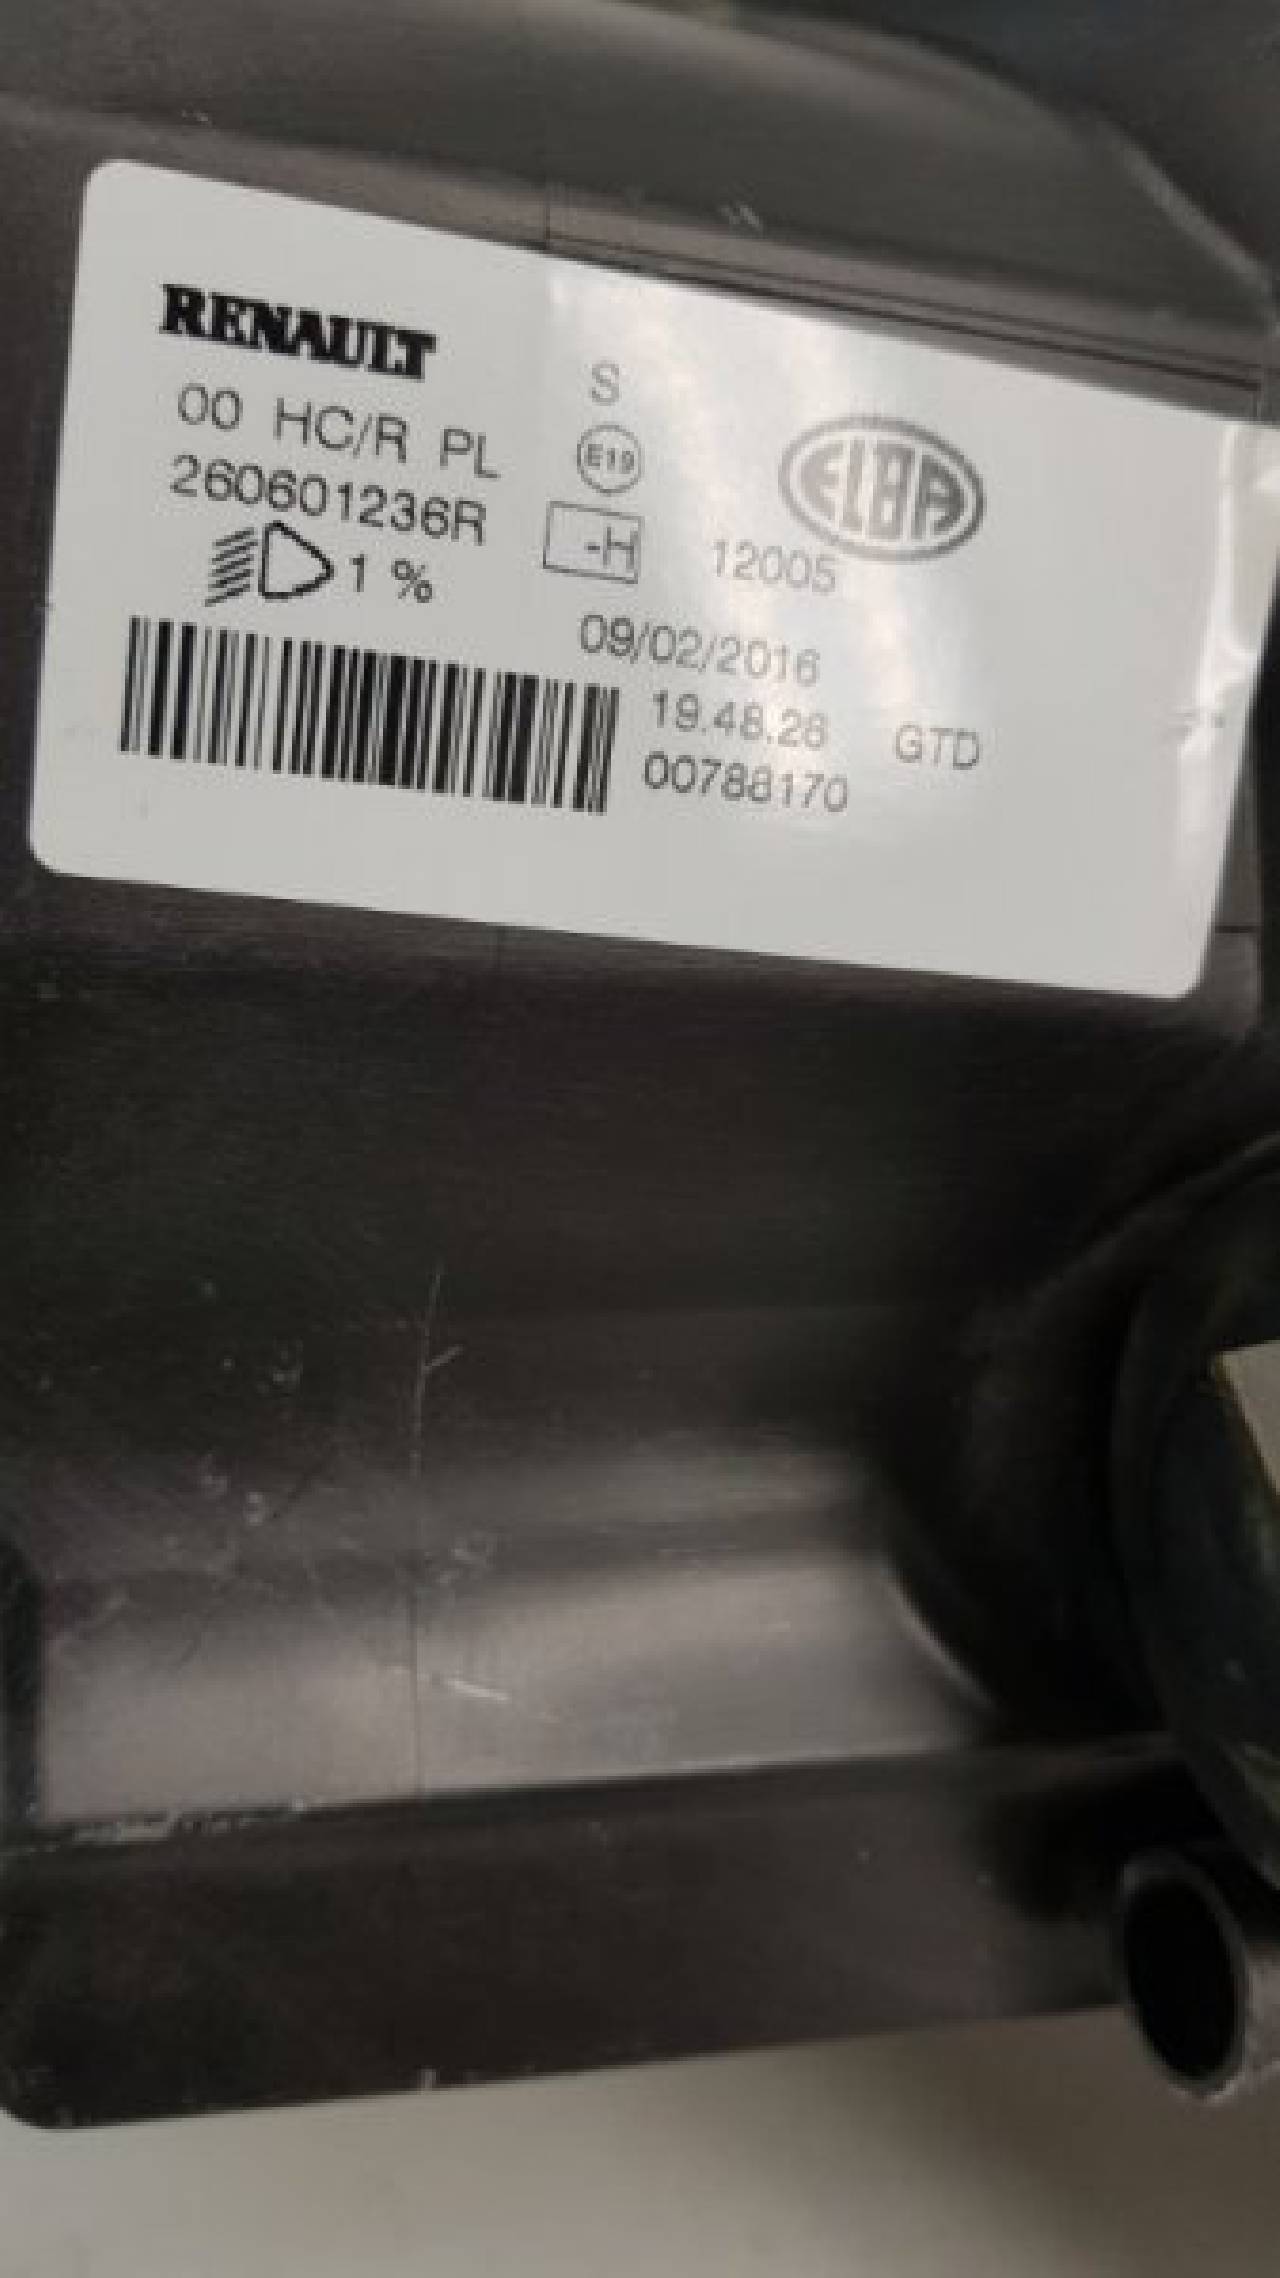 RENAULT
S
00 HC/R PL
E19
ELBA
260601236R
-H
12005
1 %
09/02/2016
19.48.28 GTD
00788170